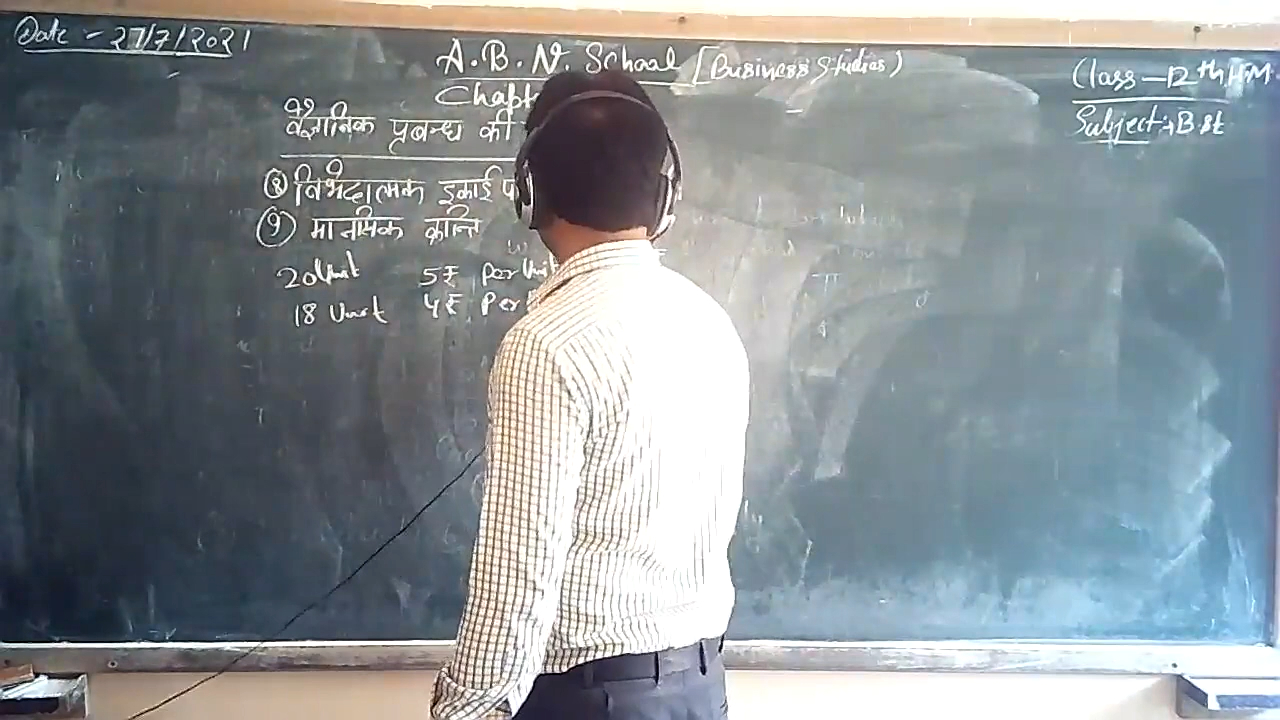 Date - 27/7/2021
A.B.N. School [Business Studies)
Class - 12th, HM
Subject :- B.st
वैज्ञानिक प्रबन्ध की
⑧ विभेदात्मक इकाई
⑨ मानसिक क्रान्ति
20 Unit 5₹ Per Unit
18 Unit 4₹ Per